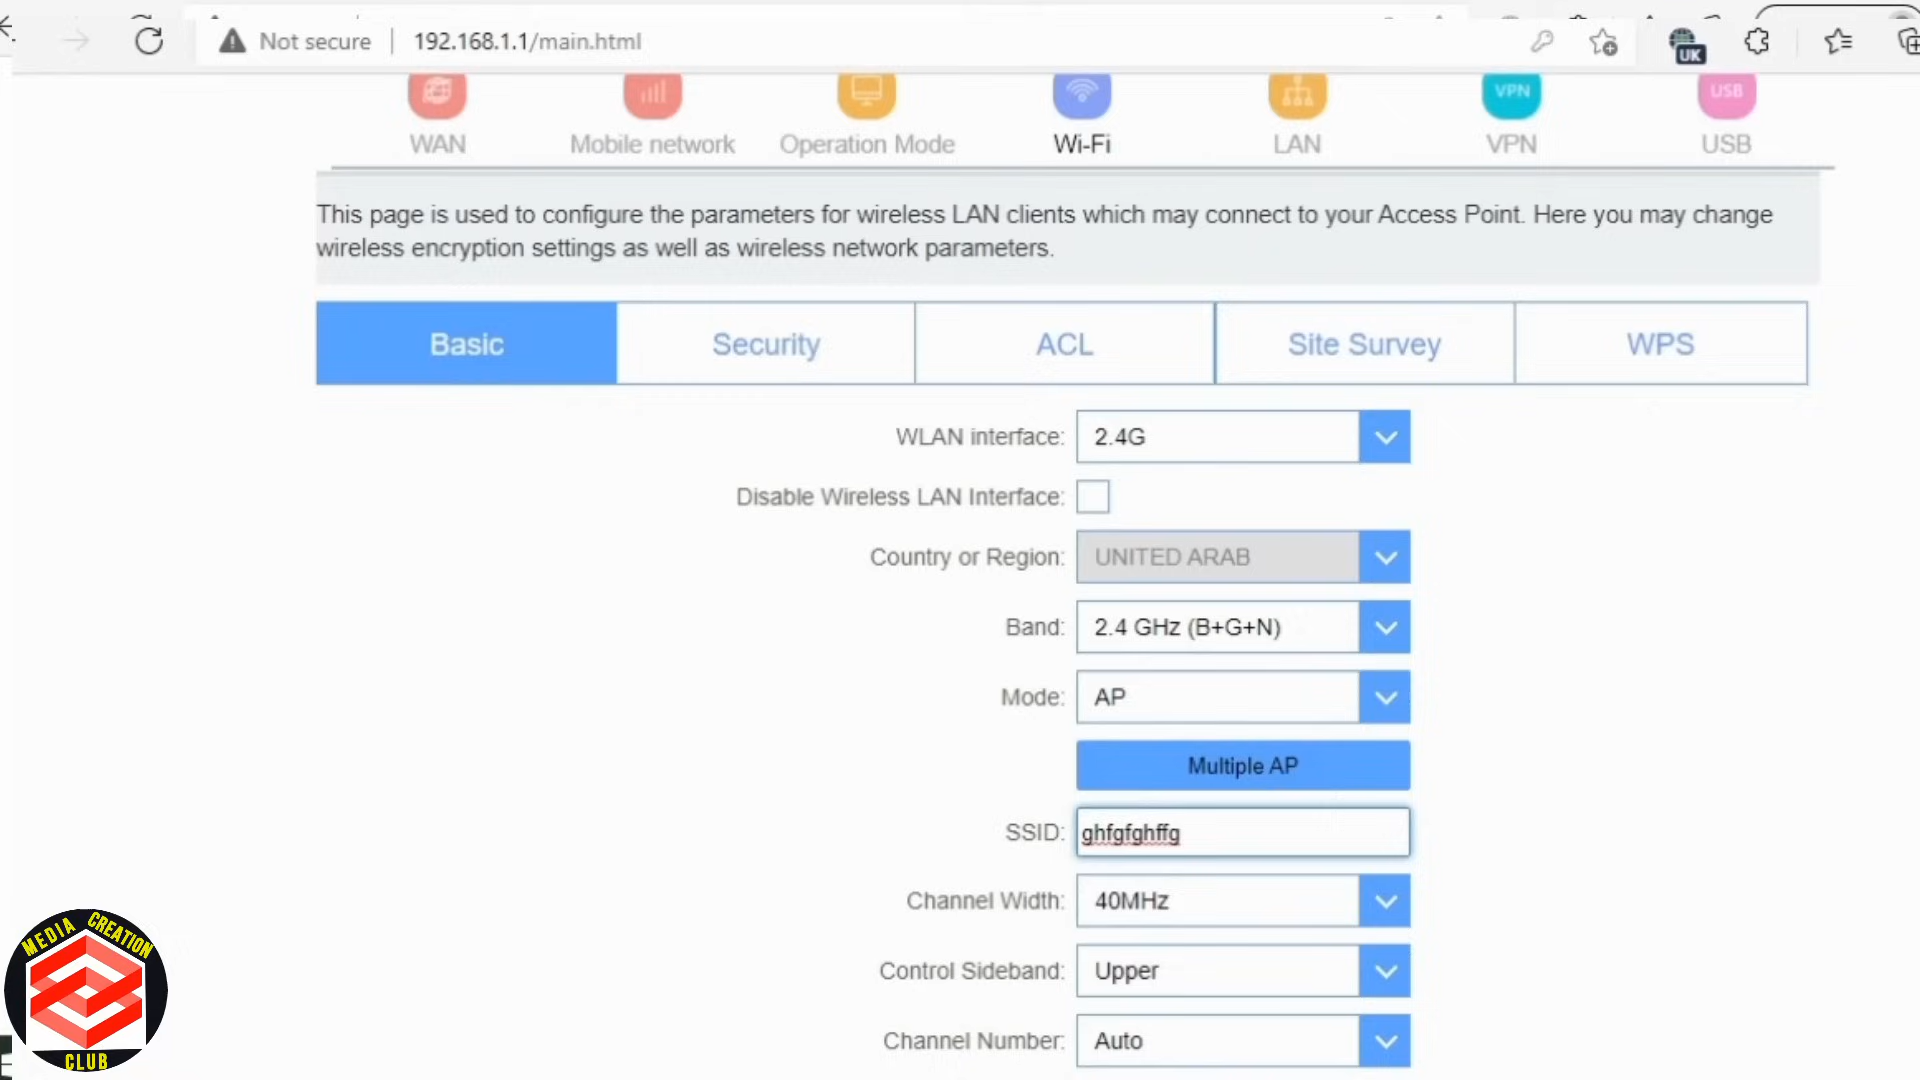 Not secure
192.168.1.1/main.html
UK
VPN
USB
WAN
Mobile network
Operation Mode
Wi-Fi
LAN
VPN
USB
This page is used to configure the parameters for wireless LAN clients which may connect to your Access Point. Here you may change
wireless encryption settings as well as wireless network parameters.
Basic
Security
ACL
Site Survey
WPS
WLAN interface: 2.4G
Disable Wireless LAN Interface:
Country or Region: UNITED ARAB
Band: 2.4 GHz (B+G+N)
Mode: AP
Multiple AP
SSID: ghfgfghffg
Channel Width: 40MHz
Control Sideband: Upper
Channel Number: Auto
MEDIA CREATION
CLUB